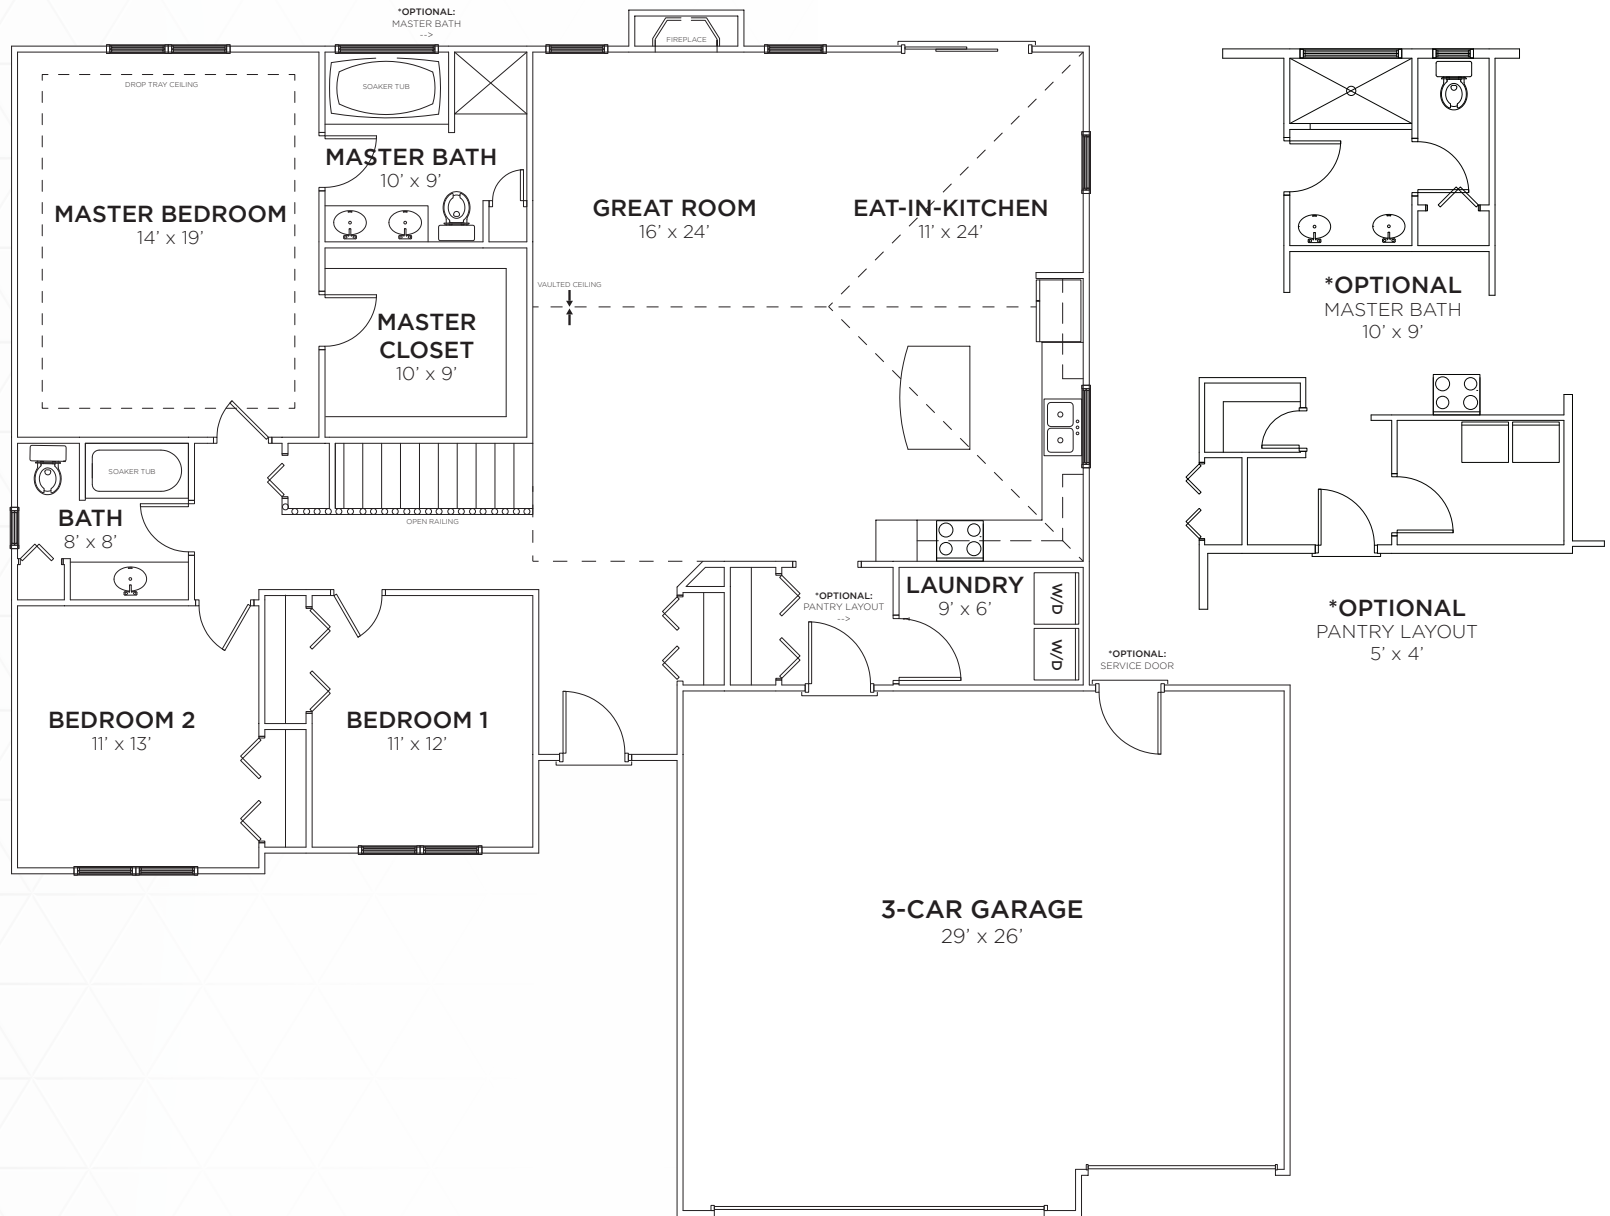 *OPTIONAL:
MASTER BATH
-->
FIREPLACE
DROP TRAY CEILING
SOAKER TUB
MASTER BATH
10' x 9'
MASTER BEDROOM
14' x 19'
GREAT ROOM
16' x 24'
EAT-IN-KITCHEN
11' x 24'
*OPTIONAL
MASTER BATH
10' x 9'
VAULTED CEILING
MASTER
CLOSET
10' x 9'
SOAKER TUB
BATH
8' x 8'
OPEN RAILING
*OPTIONAL:
PANTRY LAYOUT
-->
LAUNDRY
9' x 6'
W/D
W/D
*OPTIONAL
PANTRY LAYOUT
5' x 4'
*OPTIONAL:
SERVICE DOOR
BEDROOM 2
11' x 13'
BEDROOM 1
11' x 12'
3-CAR GARAGE
29' x 26'